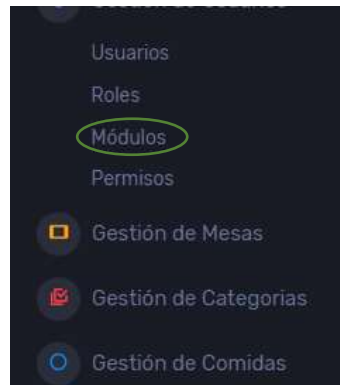 Usuarios
Roles
Módulos
Permisos
Gestión de Mesas
Gestión de Categorias
Gestión de Comidas